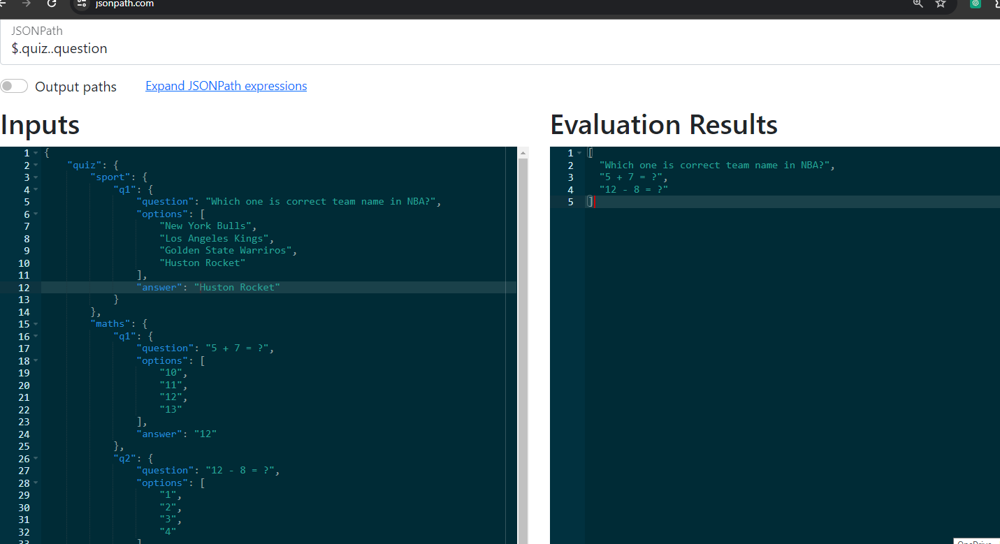 jsonpath.com
JSONPath
$.quiz..question
Output paths
Expand JSONPath expressions
Inputs
1 {
2 "quiz": {
3 "sport": {
4 "q1": {
5 "question": "Which one is correct team name in NBA?",
6 "options": [
7 "New York Bulls",
8 "Los Angeles Kings",
9 "Golden State Warriros",
10 "Huston Rocket"
11 ],
12 "answer": "Huston Rocket"
13 }
14 },
15 "maths": {
16 "q1": {
17 "question": "5 + 7 = ?",
18 "options": [
19 "10",
20 "11",
21 "12",
22 "13"
23 ],
24 "answer": "12"
25 },
26 "q2": {
27 "question": "12 - 8 = ?",
28 "options": [
29 "1",
30 "2",
31 "3",
32 "4"
33 ]
Evaluation Results
1 [
2 "Which one is correct team name in NBA?",
3 "5 + 7 = ?",
4 "12 - 8 = ?"
5 ]
OneDrive